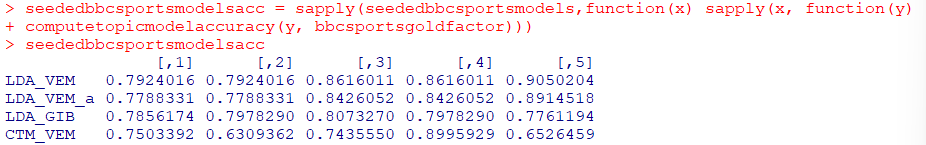 > seededbbcsportsmodelsacc = sapply(seededbbcsportsmodels,function(x) sapply(x, function(y)
+ computetopicmodelaccuracy(y, bbcsportsgoldfactor)))
> seededbbcsportsmodelsacc
[,1] [,2] [,3] [,4] [,5]
LDA_VEM 0.7924016 0.7924016 0.8616011 0.8616011 0.9050204
LDA_VEM_a 0.7788331 0.7788331 0.8426052 0.8426052 0.8914518
LDA_GIB 0.7856174 0.7978290 0.8073270 0.7978290 0.7761194
CTM_VEM 0.7503392 0.6309362 0.7435550 0.8995929 0.6526459